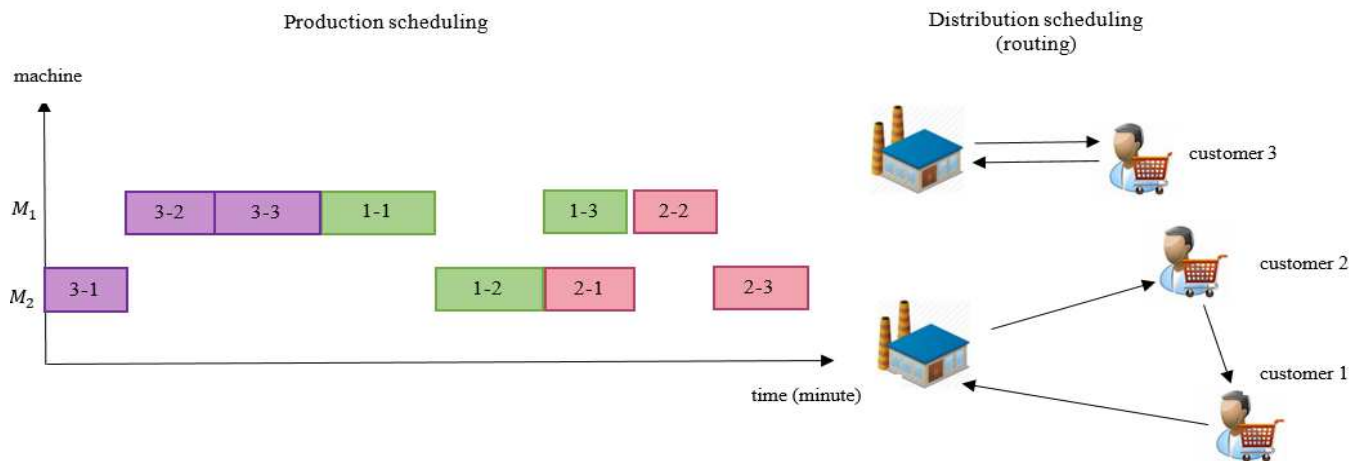 Production scheduling
Distribution scheduling
(routing)
machine
customer 3
M₁
3-2
3-3
1-1
1-3
2-2
customer 2
M₂
3-1
1-2
2-1
2-3
customer 1
time (minute)